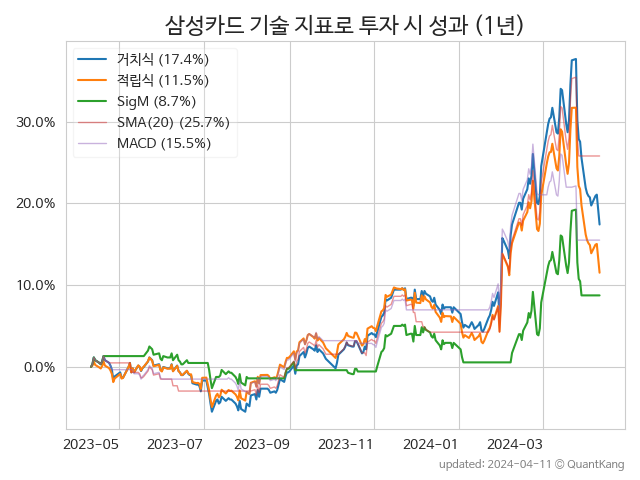 삼성카드 기술 지표로 투자 시 성과 (1년)
거치식 (17.4%)
적립식 (11.5%)
SigM (8.7%)
SMA(20) (25.7%)
MACD (15.5%)
30.0%
20.0%
10.0%
0.0%
2023-05 2023-07 2023-09 2023-11 2024-01 2024-03
updated: 2024-04-11 © QuantKang